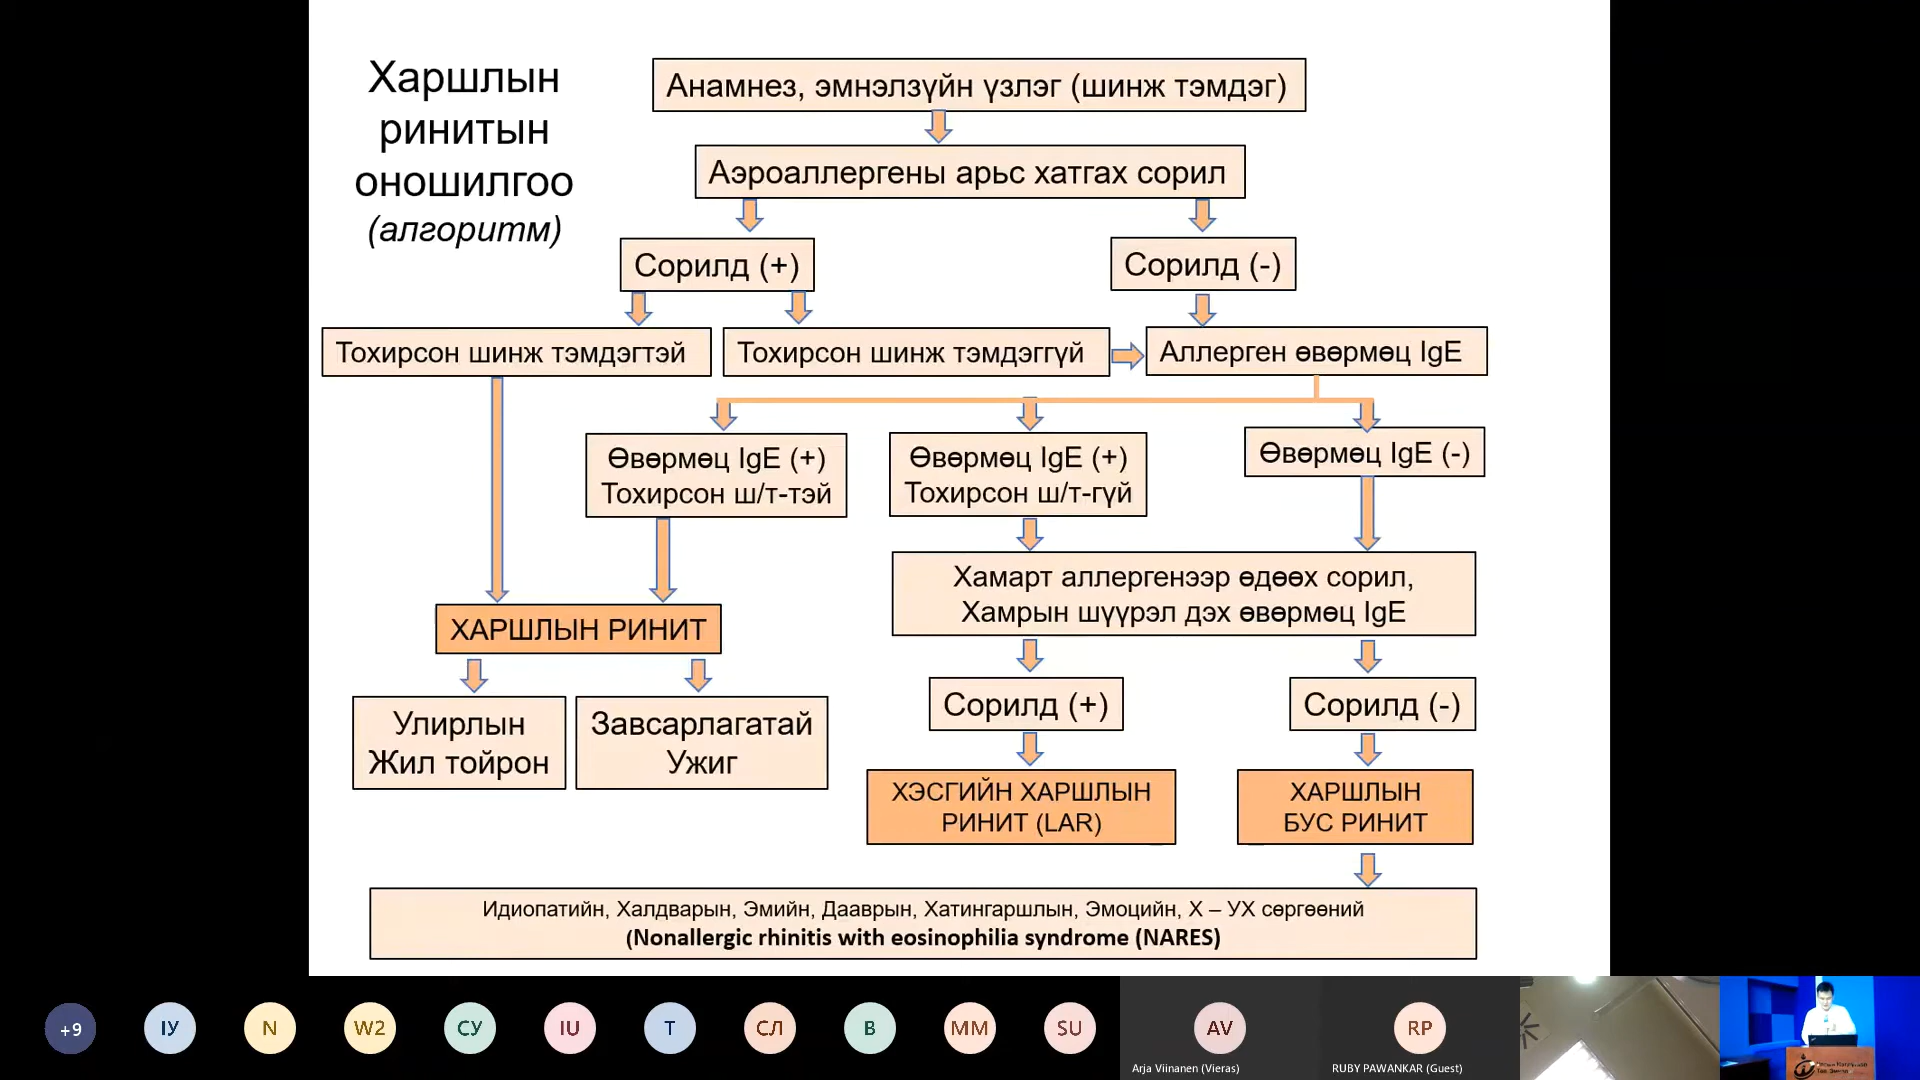 Харшлын
ринитын
оношилгоо
(алгоритм)
Анамнез, эмнэлзүйн үзлэг (шинж тэмдэг)
Аэроаллергены арьс хатгах сорил
Сорилд (+)
Сорилд (-)
Тохирсон шинж тэмдэгтэй
Тохирсон шинж тэмдэггүй
Аллерген өвөрмөц IgE
Өвөрмөц IgE (+)
Тохирсон ш/т-тэй
Өвөрмөц IgE (+)
Тохирсон ш/т-гүй
Өвөрмөц IgE (-)
Хамарт аллергенээр өдөөх сорил,
Хамрын шүүрэл дэх өвөрмөц IgE
ХАРШЛЫН РИНИТ
Улирлын
Жил тойрон
Завсарлагатай
Ужиг
Сорилд (+)
Сорилд (-)
ХЭСГИЙН ХАРШЛЫН
РИНИТ (LAR)
ХАРШЛЫН
БУС РИНИТ
Идиопатийн, Халдварын, Эмийн, Дааврын, Хатингаршлын, Эмоцийн, Х – УХ сөргөөний
(Nonallergic rhinitis with eosinophilia syndrome (NARES)
+9
ІУ
N
W2
СУ
IU
T
СЛ
B
MM
SU
AV
RP
Arja Viinanen (Vieras)
RUBY PAWANKAR (Guest)